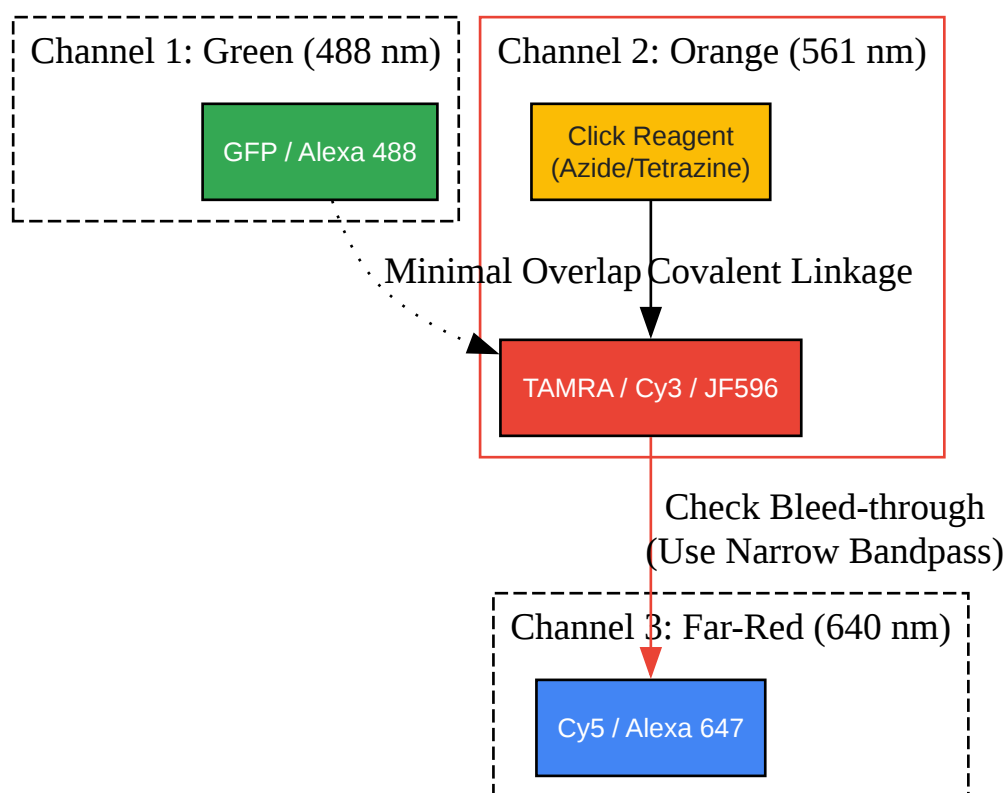 Channel 1: Green (488 nm)
Channel 2: Orange (561 nm)
GFP / Alexa 488
Click Reagent
(Azide/Tetrazine)
Minimal Overlap
Covalent Linkage
TAMRA / Cy3 / JF596
Check Bleed-through
(Use Narrow Bandpass)
Channel 3: Far-Red (640 nm)
Cy5 / Alexa 647